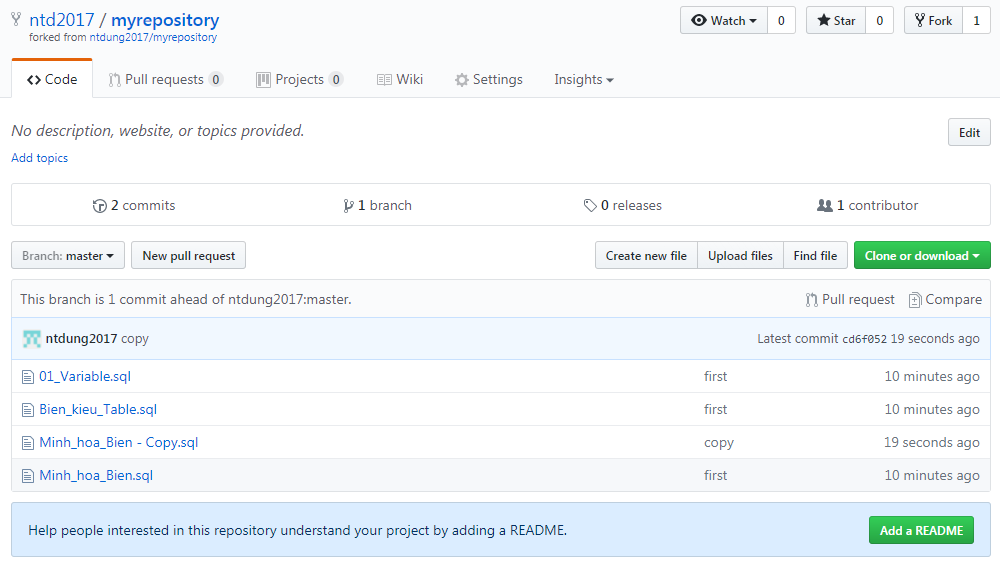 ntd2017 / myrepository
Watch 0 Star 0 Fork 1
forked from ntdung2017/myrepository
Code Pull requests 0 Projects 0 Wiki Settings Insights
No description, website, or topics provided.
Edit
Add topics
2 commits 1 branch 0 releases 1 contributor
Branch: master New pull request Create new file Upload files Find file Clone or download
This branch is 1 commit ahead of ntdung2017:master. Pull request Compare
ntdung2017 copy Latest commit cd6f052 19 seconds ago
01_Variable.sql first 10 minutes ago
Bien_kieu_Table.sql first 10 minutes ago
Minh_hoa_Bien - Copy.sql copy 19 seconds ago
Minh_hoa_Bien.sql first 10 minutes ago
Help people interested in this repository understand your project by adding a README. Add a README